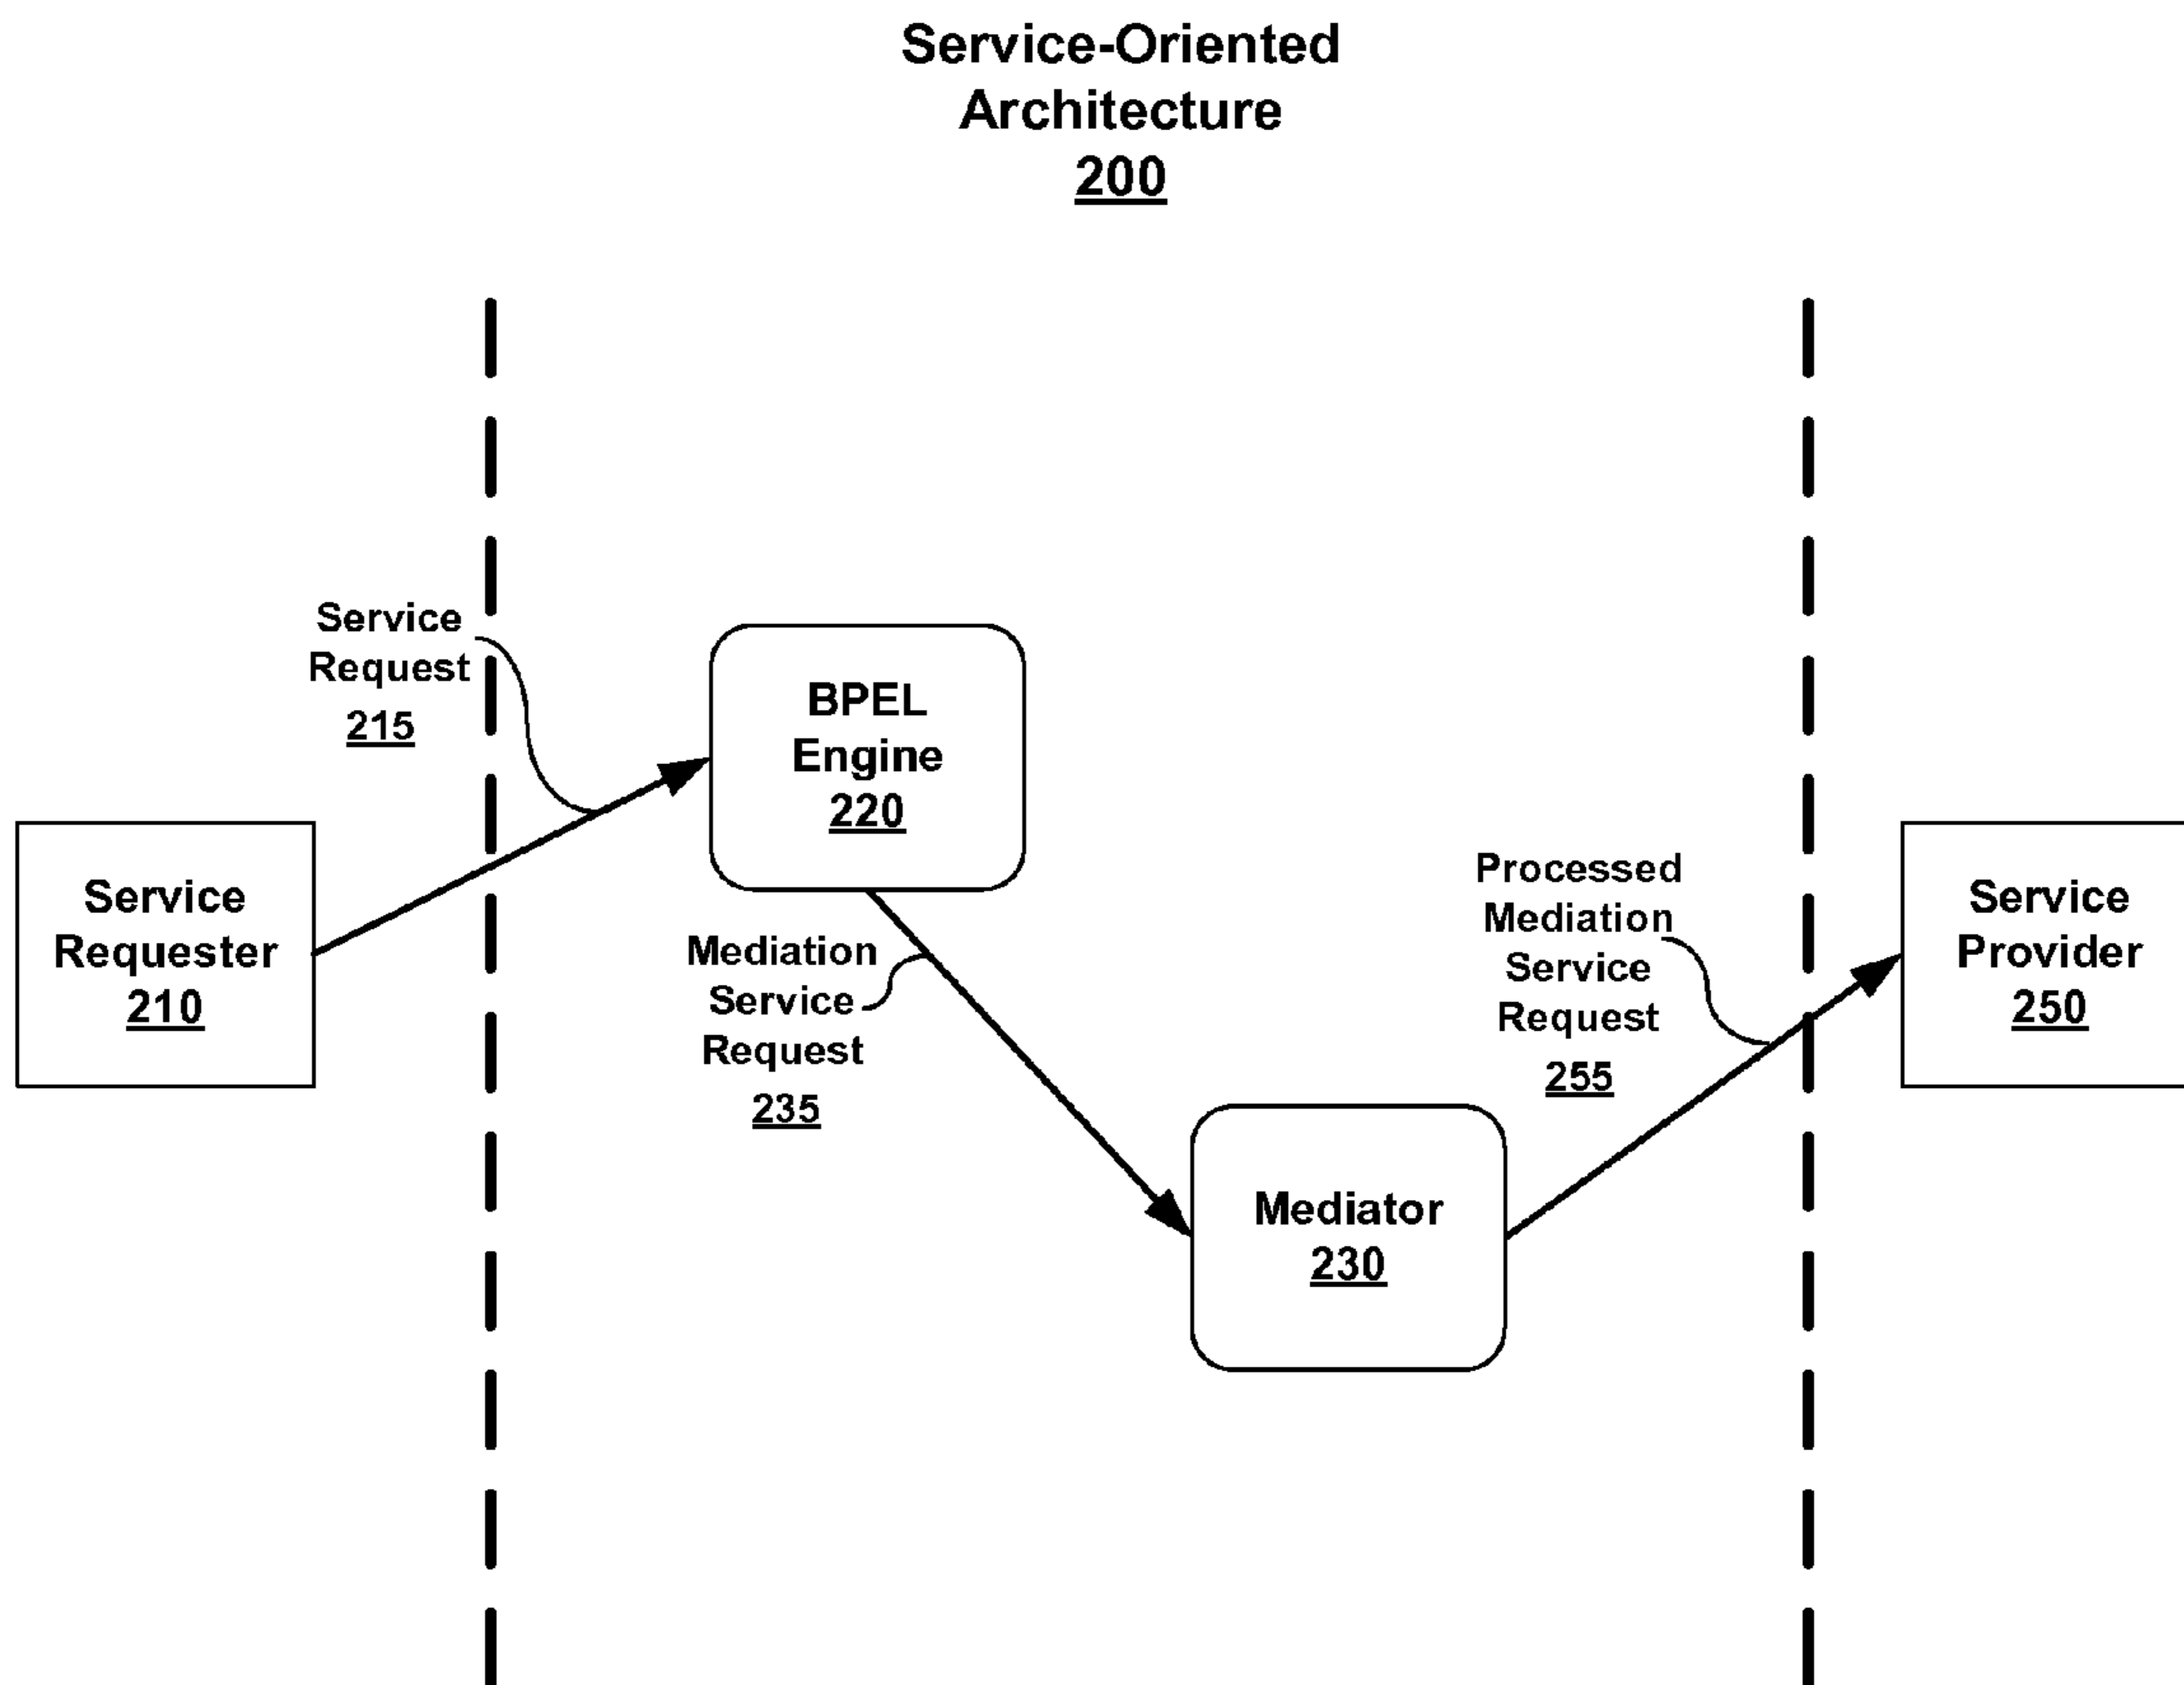 Service-Oriented
Architecture
200
Service
Request
215
BPEL
Engine
220
Service
Requester
210
Mediation
Service
Request
235
Processed
Mediation
Service
Request
255
Service
Provider
250
Mediator
230